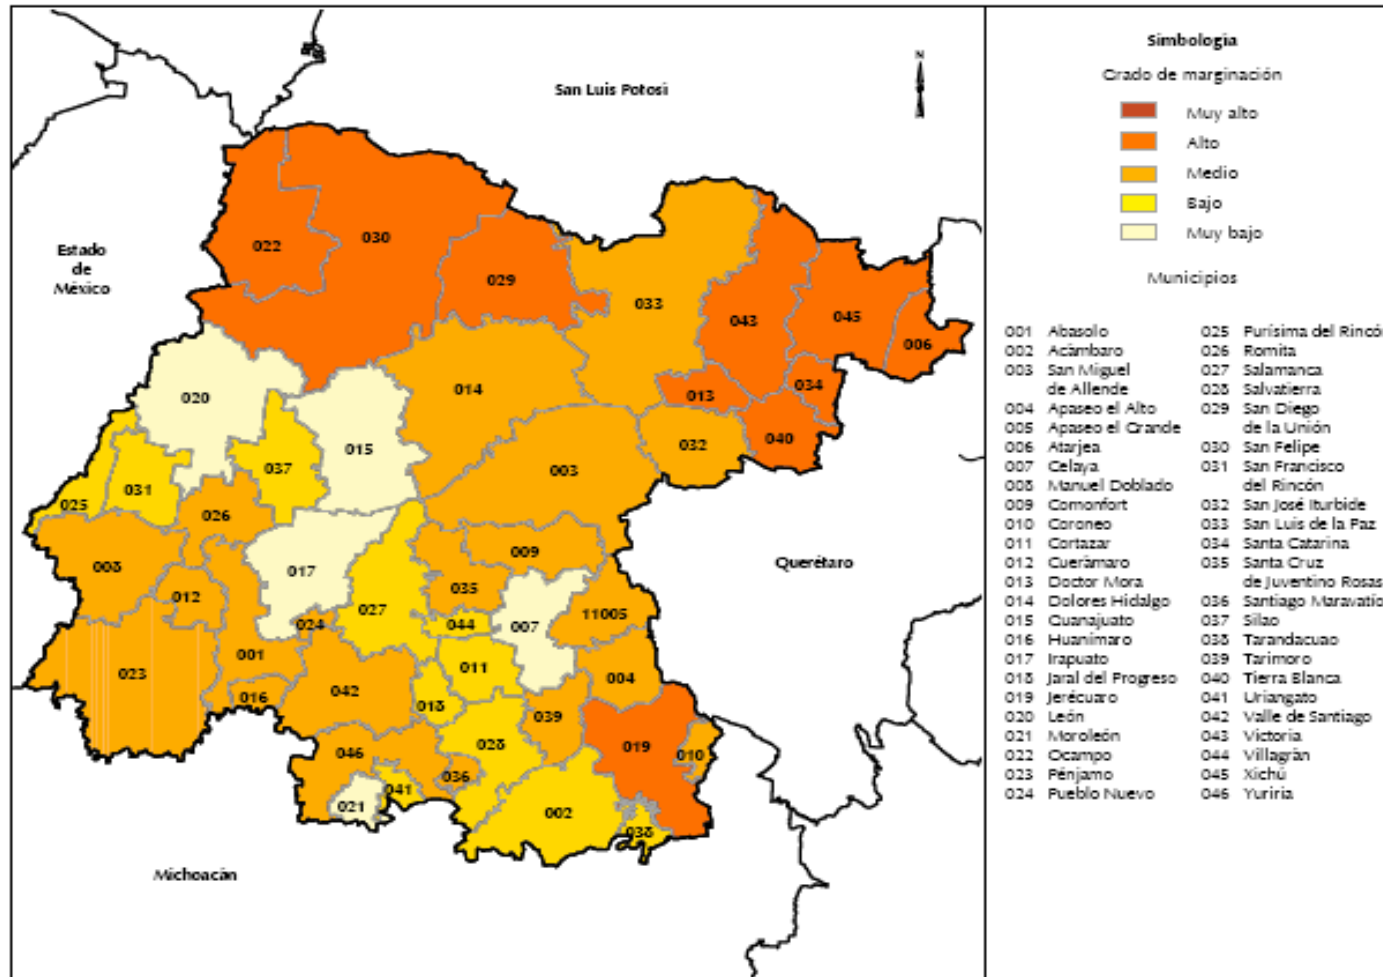 San Luis Potosí
N
Estado
de
México
Querétaro
Michoacán
022
030
029
033
043
045
006
013
034
040
032
014
003
020
015
037
031
025
026
008
012
017
027
035
009
007
11005
044
024
001
023
016
042
018
011
004
039
028
019
010
046
036
041
021
002
038
Simbología
Grado de marginación
Muy alto
Alto
Medio
Bajo
Muy bajo
Municipios
001 Abasolo
002 Acámbaro
003 San Miguel
de Allende
004 Apaseo el Alto
005 Apaseo el Grande
006 Atarjea
007 Celaya
008 Manuel Doblado
009 Comonfort
010 Coroneo
011 Cortazar
012 Cuerámaro
013 Doctor Mora
014 Dolores Hidalgo
015 Guanajuato
016 Huanímaro
017 Irapuato
018 Jaral del Progreso
019 Jerécuaro
020 León
021 Moroleón
022 Ocampo
023 Pénjamo
024 Pueblo Nuevo
025 Purísima del Rincó
026 Romita
027 Salamanca
028 Salvatierra
029 San Diego
de la Unión
030 San Felipe
031 San Francisco
del Rincón
032 San José Iturbide
033 San Luis de la Paz
034 Santa Catarina
035 Santa Cruz
de Juventino Rosas
036 Santiago Maravatío
037 Silao
038 Tarandacuao
039 Tarimoro
040 Tierra Blanca
041 Uriangato
042 Valle de Santiago
043 Victoria
044 Villagrán
045 Xichú
046 Yuriria